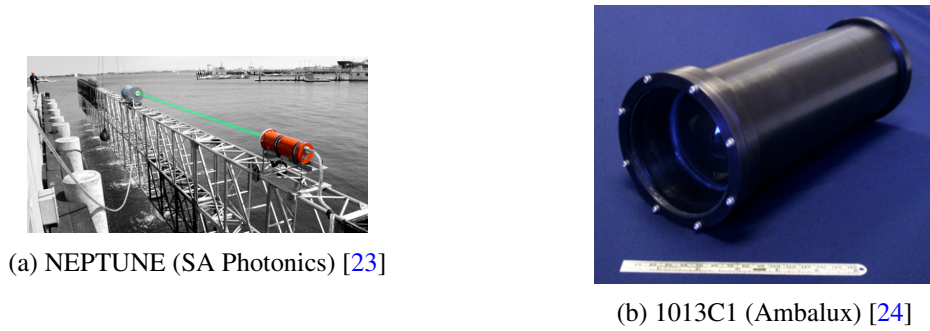 (a) NEPTUNE (SA Photonics) [23]
(b) 1013C1 (Ambalux) [24]